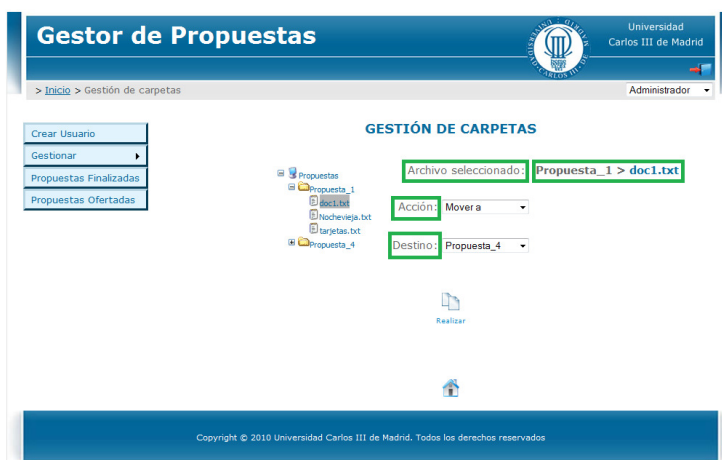 Gestor de Propuestas
Universidad
Carlos III de Madrid
> Inicio > Gestión de carpetas
Administrador
Crear Usuario
Gestionar
Propuestas Finalizadas
Propuestas Ofertadas
GESTIÓN DE CARPETAS
Propuestas
Propuesta_1
doc1.txt
Nochevieja.txt
tarjetas.txt
Propuesta_4
Archivo seleccionado: Propuesta_1 > doc1.txt
Acción: Mover a
Destino: Propuesta_4
Realizar
Copyright © 2010 Universidad Carlos III de Madrid. Todos los derechos reservados